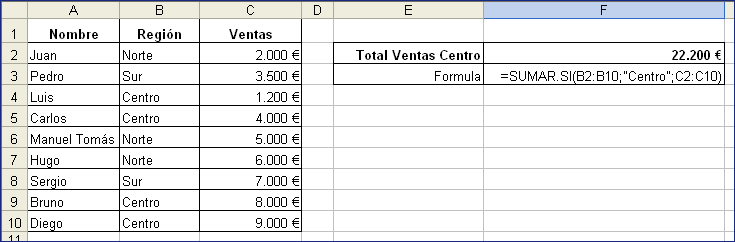 A B C D E F
1 Nombre Región Ventas
2 Juan Norte 2.000 € Total Ventas Centro 22.200 €
3 Pedro Sur 3.500 € Formula =SUMAR.SI(B2:B10;"Centro";C2:C10)
4 Luis Centro 1.200 €
5 Carlos Centro 4.000 €
6 Manuel Tomás Norte 5.000 €
7 Hugo Norte 6.000 €
8 Sergio Sur 7.000 €
9 Bruno Centro 8.000 €
10 Diego Centro 9.000 €
11